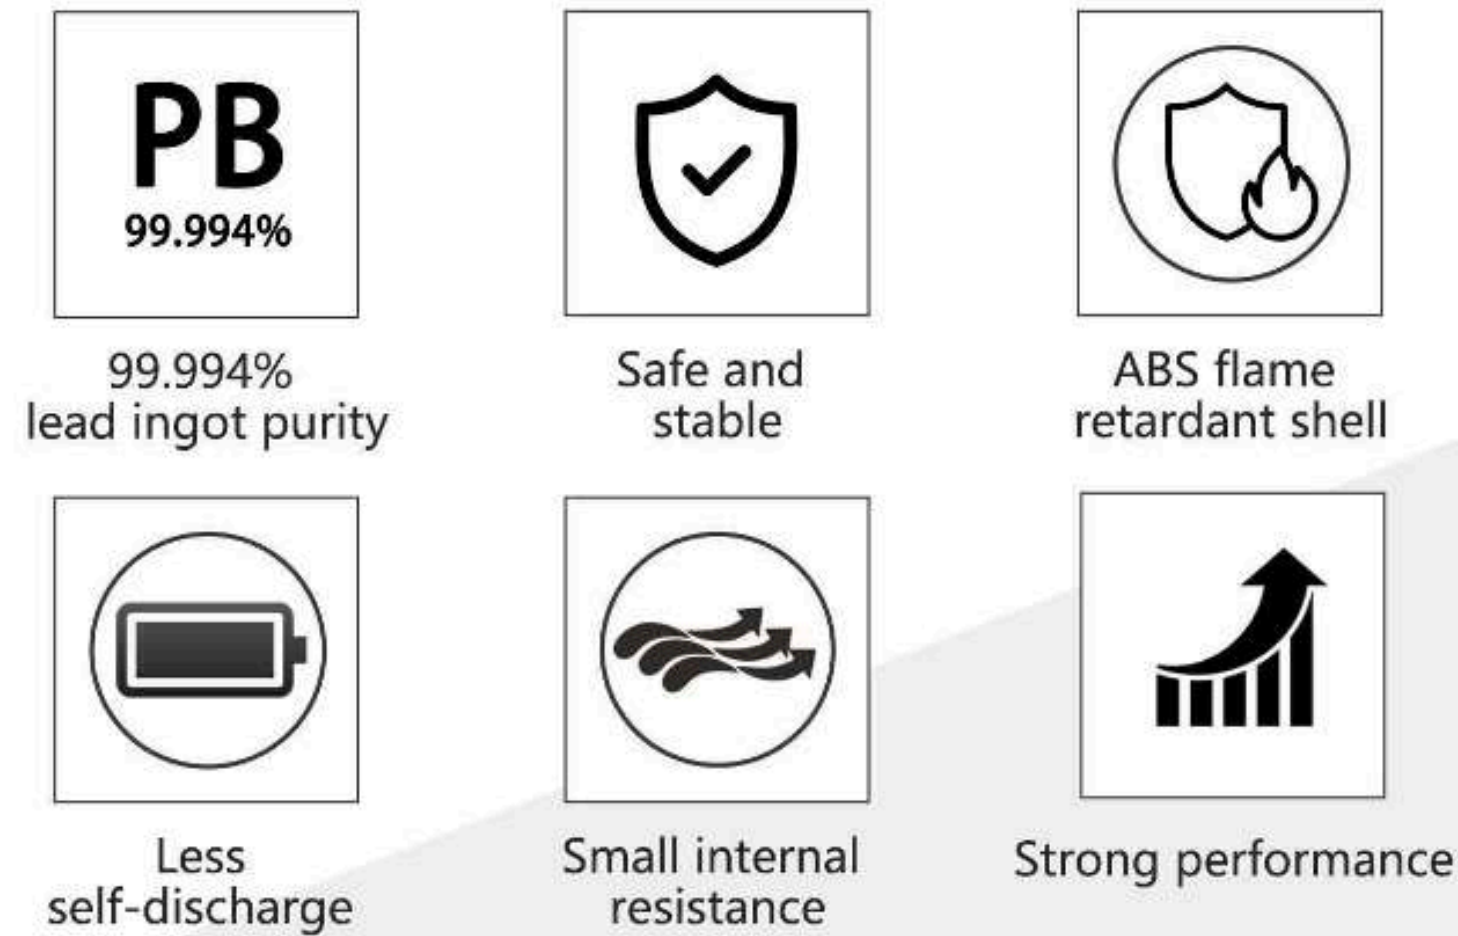 PB
99.994%
99.994%
lead ingot purity
Safe and
stable
ABS flame
retardant shell
Less
self-discharge
Small internal
resistance
Strong performance